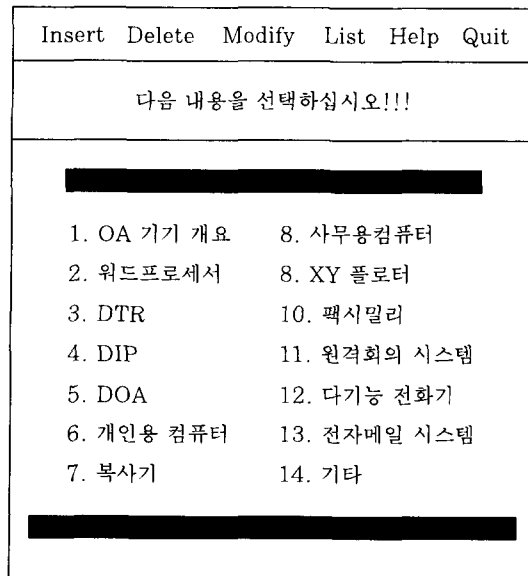 Insert Delete Modify List Help Quit
다음 내용을 선택하십시오!!!
1. OA 기기 개요 8. 사무용컴퓨터
2. 워드프로세서 8. XY 플로터
3. DTR 10. 팩시밀리
4. DIP 11. 원격회의 시스템
5. DOA 12. 다기능 전화기
6. 개인용 컴퓨터 13. 전자메일 시스템
7. 복사기 14. 기타